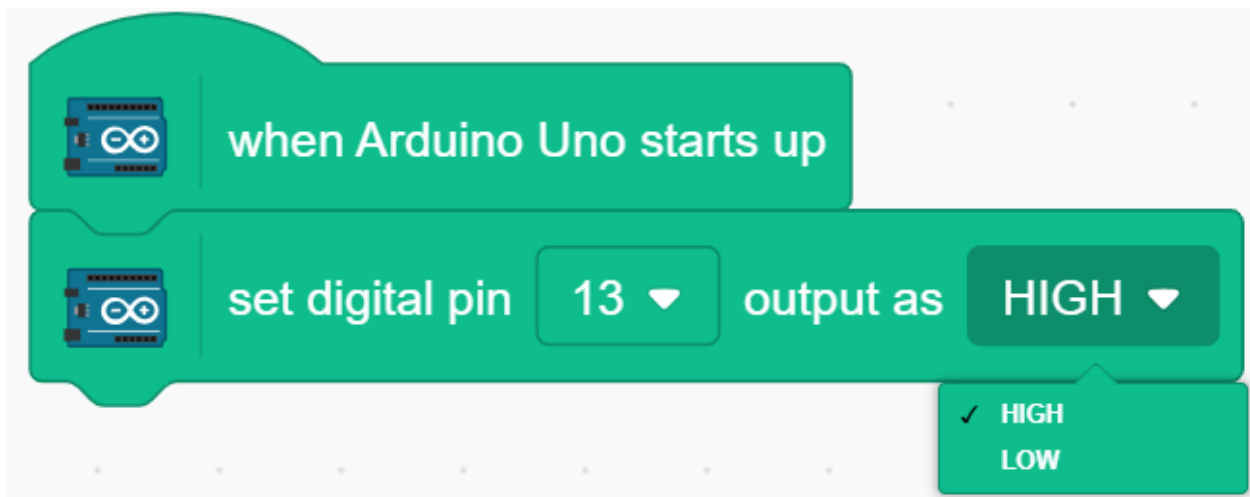 when Arduino Uno starts up
set digital pin 13 output as HIGH
✓ HIGH
LOW